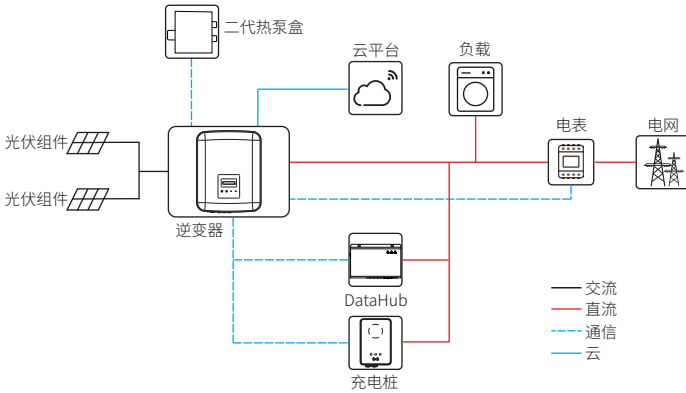 二代热泵盒
云平台
负载
电表
电网
光伏组件
光伏组件
逆变器
DataHub
充电桩
交流
直流
通信
云